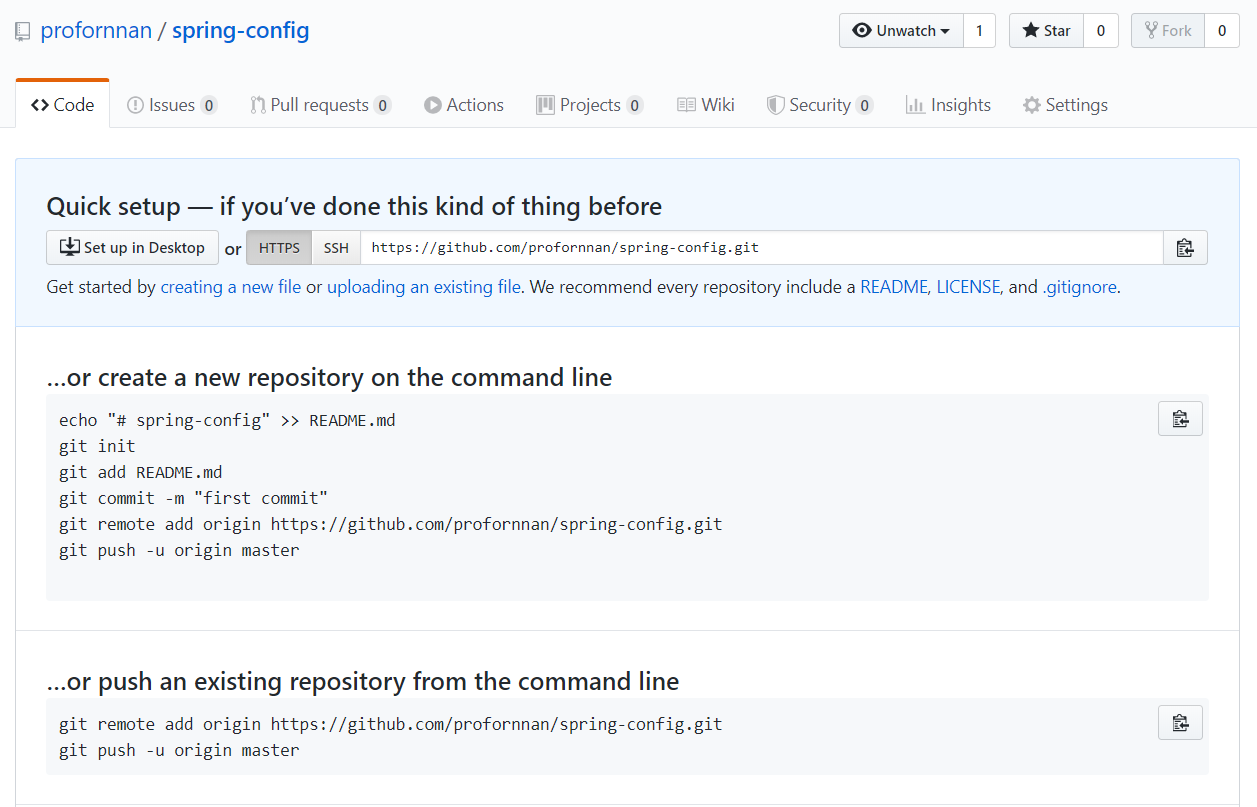 profornnan / spring-config
Unwatch 1 Star 0 Fork 0
Code Issues 0 Pull requests 0 Actions Projects 0 Wiki Security 0 Insights Settings
Quick setup — if you’ve done this kind of thing before
Set up in Desktop or HTTPS SSH https://github.com/profornnan/spring-config.git
Get started by creating a new file or uploading an existing file. We recommend every repository include a README, LICENSE, and .gitignore.
…or create a new repository on the command line
echo "# spring-config" >> README.md
git init
git add README.md
git commit -m "first commit"
git remote add origin https://github.com/profornnan/spring-config.git
git push -u origin master
…or push an existing repository from the command line
git remote add origin https://github.com/profornnan/spring-config.git
git push -u origin master